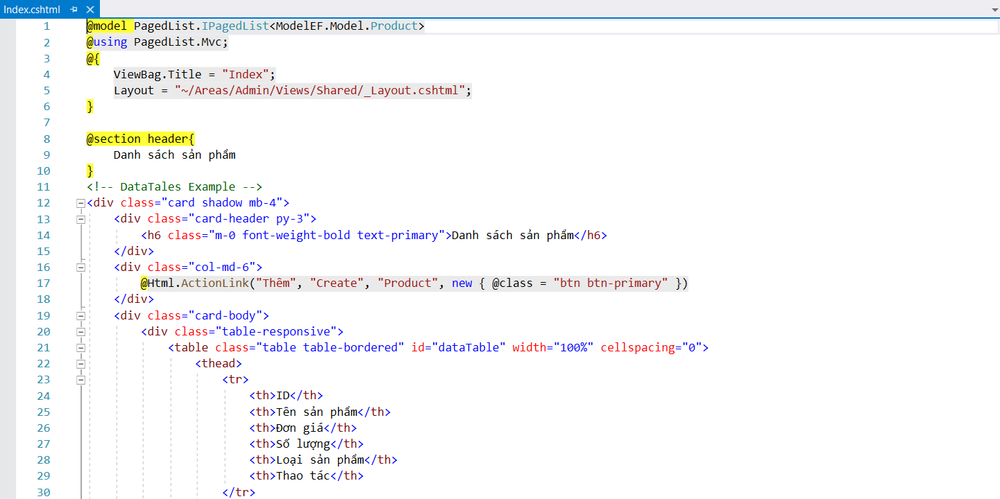 Index.cshtml
1 @model PagedList.IPagedList<ModelEF.Model.Product>
2 @using PagedList.Mvc;
3 @{
4 ViewBag.Title = "Index";
5 Layout = "~/Areas/Admin/Views/Shared/_Layout.cshtml";
6 }
7
8 @section header{
9 Danh sách sản phẩm
10 }
11 <!-- DataTales Example -->
12 <div class="card shadow mb-4">
13 <div class="card-header py-3">
14 <h6 class="m-0 font-weight-bold text-primary">Danh sách sản phẩm</h6>
15 </div>
16 <div class="col-md-6">
17 @Html.ActionLink("Thêm", "Create", "Product", new { @class = "btn btn-primary" })
18 </div>
19 <div class="card-body">
20 <div class="table-responsive">
21 <table class="table table-bordered" id="dataTable" width="100%" cellspacing="0">
22 <thead>
23 <tr>
24 <th>ID</th>
25 <th>Tên sản phẩm</th>
26 <th>Đơn giá</th>
27 <th>Số lượng</th>
28 <th>Loại sản phẩm</th>
29 <th>Thao tác</th>
30 </tr>